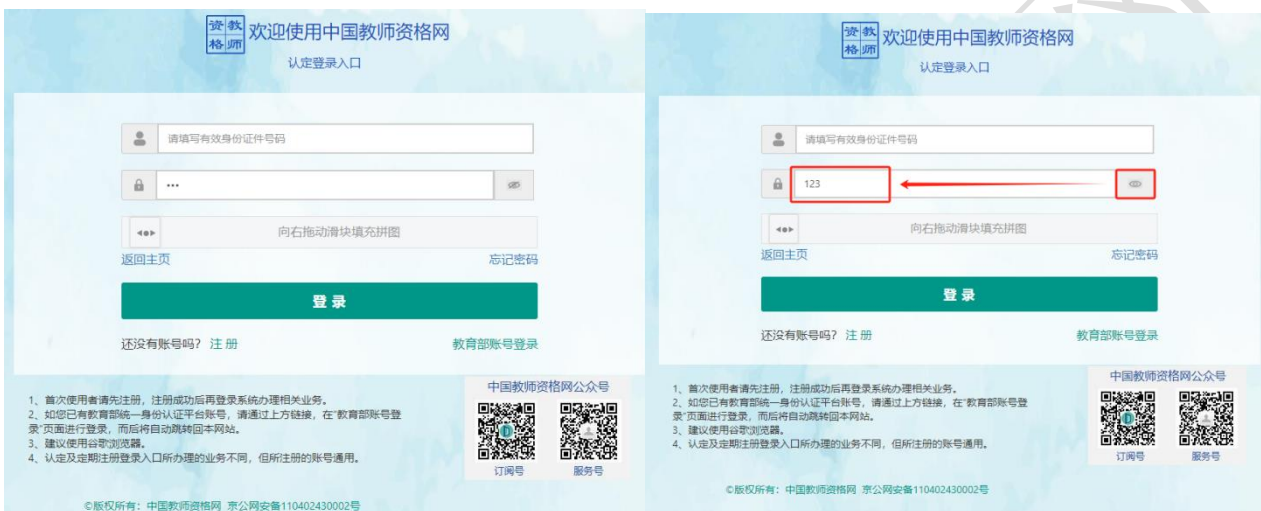 资教
格师
欢迎使用中国教师资格网
认定登录入口
请填写有效身份证件号码
•••
向右拖动滑块填充拼图
返回主页
忘记密码
登 录
还没有账号吗? 注 册
教育部账号登录
1、首次使用者请先注册，注册成功后再登录系统办理相关业务。
2、如您已有教育部统一身份认证平台账号，请通过上方链接，在“教育部账号登
录”页面进行登录，而后将自动跳转回本网站。
3、建议使用谷歌浏览器。
4、认定及定期注册登录入口所办理的业务不同，但所注册的账号通用。
中国教师资格网公众号
订阅号
服务号
©版权所有：中国教师资格网 京公网安备110402430002号
资教
格师
欢迎使用中国教师资格网
认定登录入口
请填写有效身份证件号码
123
向右拖动滑块填充拼图
返回主页
忘记密码
登 录
还没有账号吗? 注 册
教育部账号登录
1、首次使用者请先注册，注册成功后再登录系统办理相关业务。
2、如您已有教育部统一身份认证平台账号，请通过上方链接，在“教育部账号登
录”页面进行登录，而后将自动跳转回本网站。
3、建议使用谷歌浏览器。
4、认定及定期注册登录入口所办理的业务不同，但所注册的账号通用。
中国教师资格网公众号
订阅号
服务号
©版权所有：中国教师资格网 京公网安备110402430002号